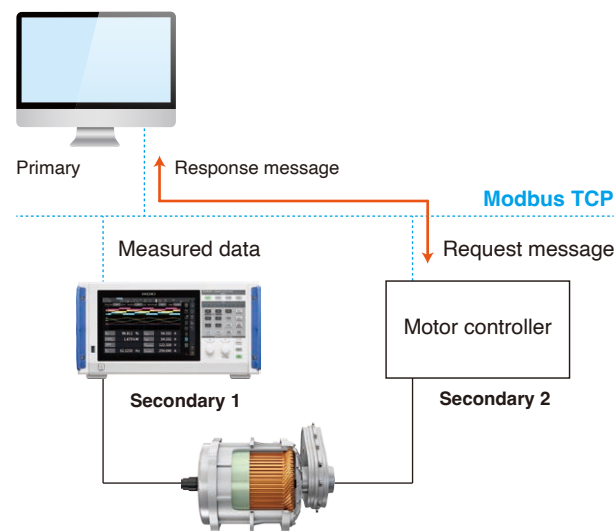 Primary
Response message
Modbus TCP
Measured data
Request message
Motor controller
Secondary 1
Secondary 2